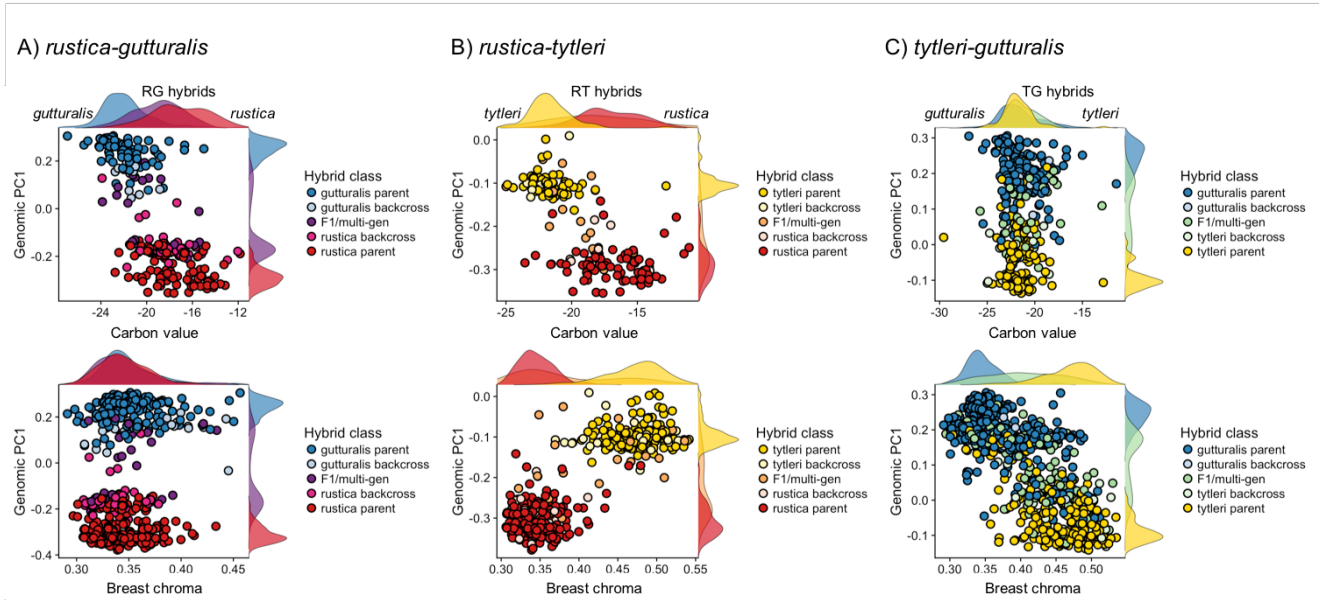 A) rustica-gutturalis
RG hybrids
gutturalis
rustica
0.2
0.0
-0.2
Genomic PC1
-24
-20
-16
-12
Carbon value
Hybrid class
gutturalis parent
gutturalis backcross
F1/multi-gen
rustica backcross
rustica parent
0.2
0.0
-0.2
-0.4
Genomic PC1
0.30
0.35
0.40
0.45
Breast chroma
Hybrid class
gutturalis parent
gutturalis backcross
F1/multi-gen
rustica backcross
rustica parent
B) rustica-tytleri
RT hybrids
tytleri
rustica
0.0
-0.1
-0.2
-0.3
Genomic PC1
-25
-20
-15
Carbon value
Hybrid class
tytleri parent
tytleri backcross
F1/multi-gen
rustica backcross
rustica parent
0.0
-0.1
-0.2
-0.3
Genomic PC1
0.30
0.35
0.40
0.45
0.50
0.55
Breast chroma
Hybrid class
tytleri parent
tytleri backcross
F1/multi-gen
rustica backcross
rustica parent
C) tytleri-gutturalis
TG hybrids
gutturalis
tytleri
0.3
0.2
0.1
0.0
-0.1
Genomic PC1
-30
-25
-20
-15
Carbon value
Hybrid class
gutturalis parent
gutturalis backcross
F1/multi-gen
tytleri backcross
tytleri parent
0.3
0.2
0.1
0.0
-0.1
Genomic PC1
0.30
0.35
0.40
0.45
0.50
Breast chroma
Hybrid class
gutturalis parent
gutturalis backcross
F1/multi-gen
tytleri backcross
tytleri parent